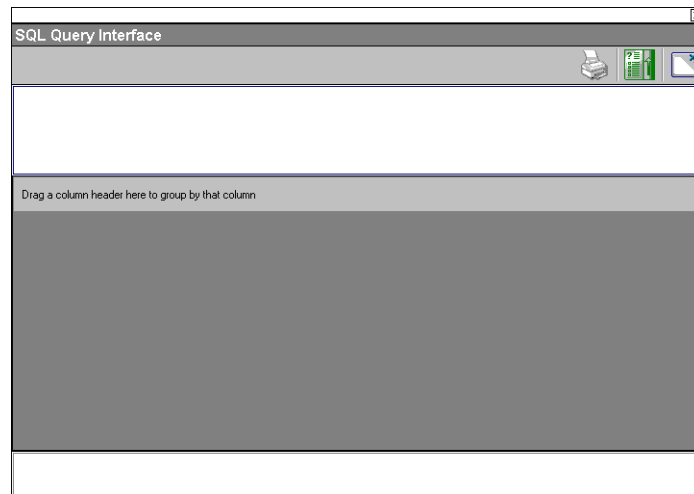 SQL Query Interface
Drag a column header here to group by that column